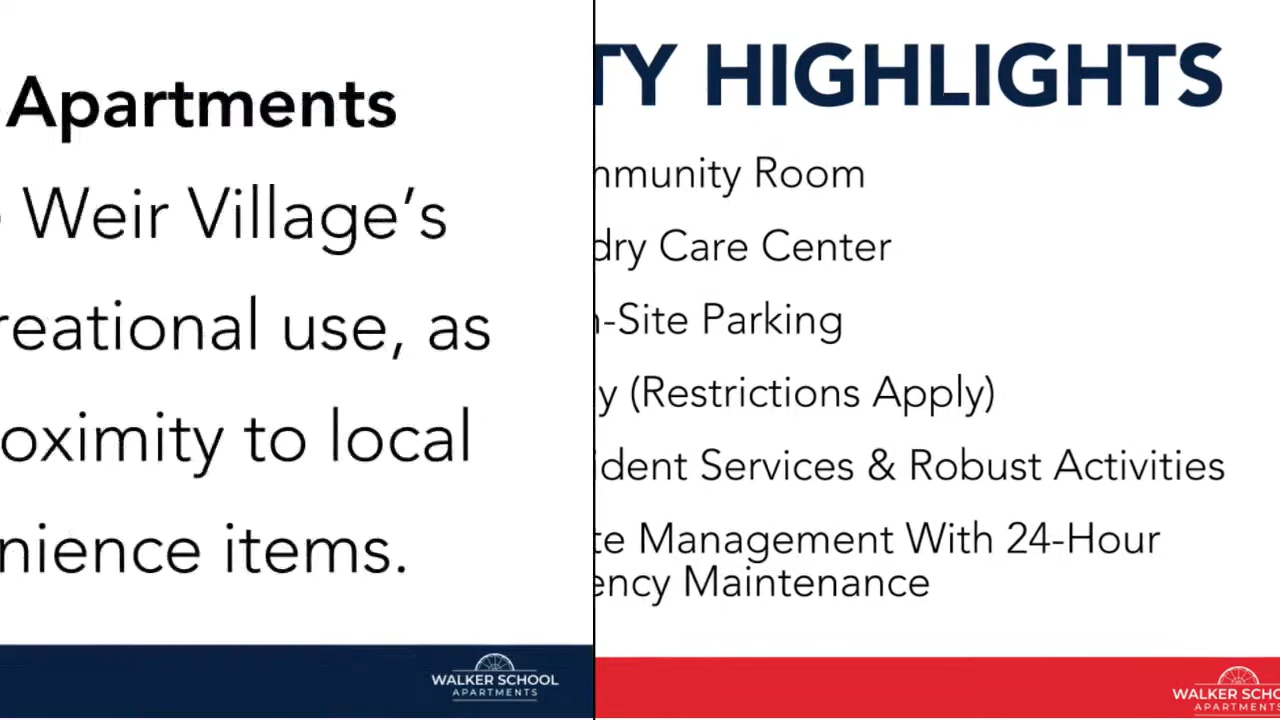 Apartments
Weir Village's
reational use, as
oximity to local
nience items.
WALKER SCHOOL
APARTMENTS
TY HIGHLIGHTS
mmunity Room
dry Care Center
-Site Parking
y (Restrictions Apply)
ident Services & Robust Activities
te Management With 24-Hour
ency Maintenance
WALKER SCHO
APARTMENTS